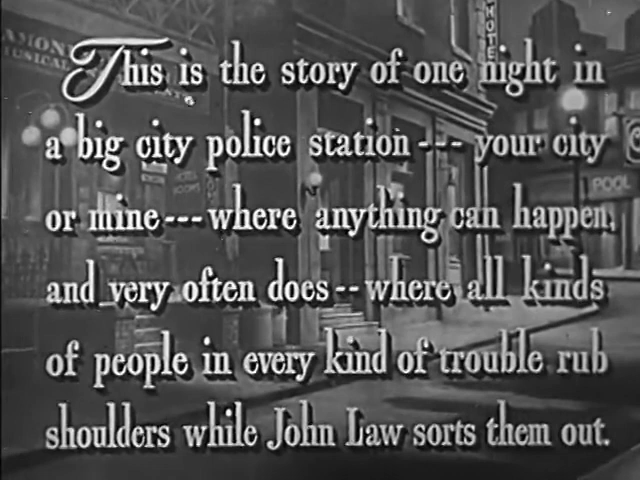 This is the story of one night in
a big city police station --- your city
or mine --- where anything can happen,
and very often does -- where all kinds
of people in every kind of trouble rub
shoulders while John Law sorts them out.
HOTEL
POOL